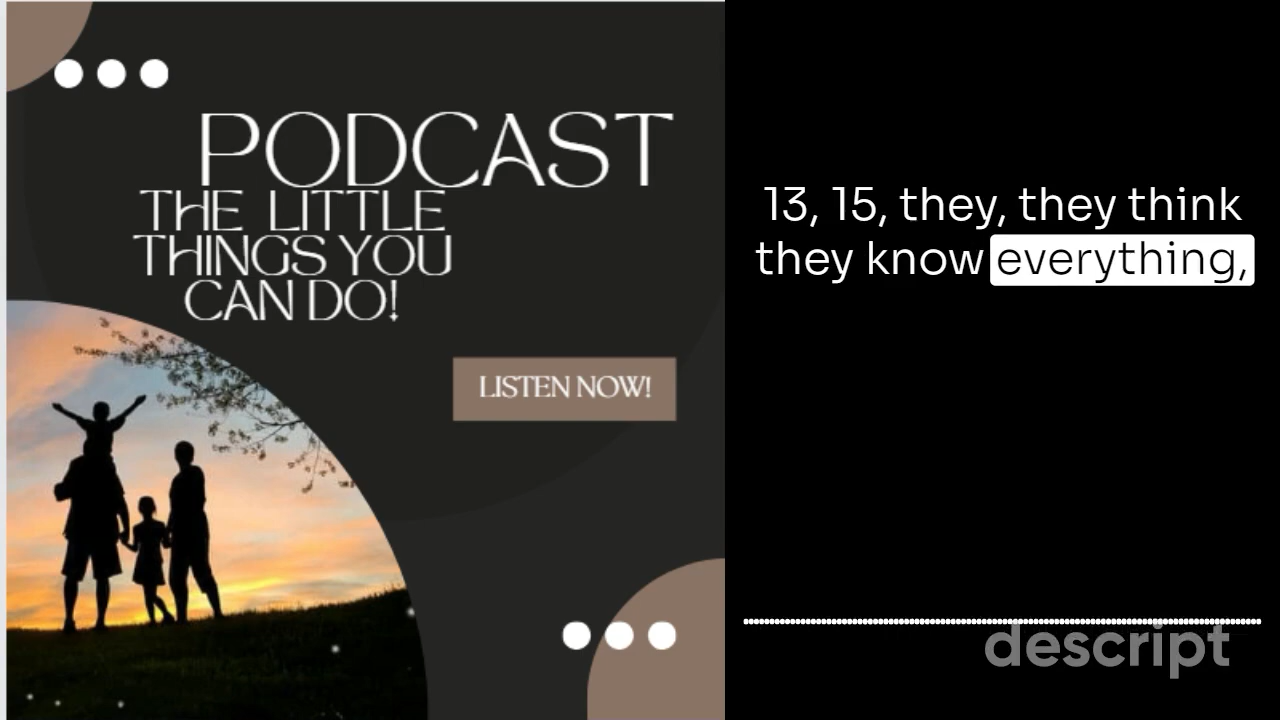 PODCAST
THE LITTLE
THINGS YOU
CAN DO!
LISTEN NOW!
13, 15, they, they think
they know everything,
descript